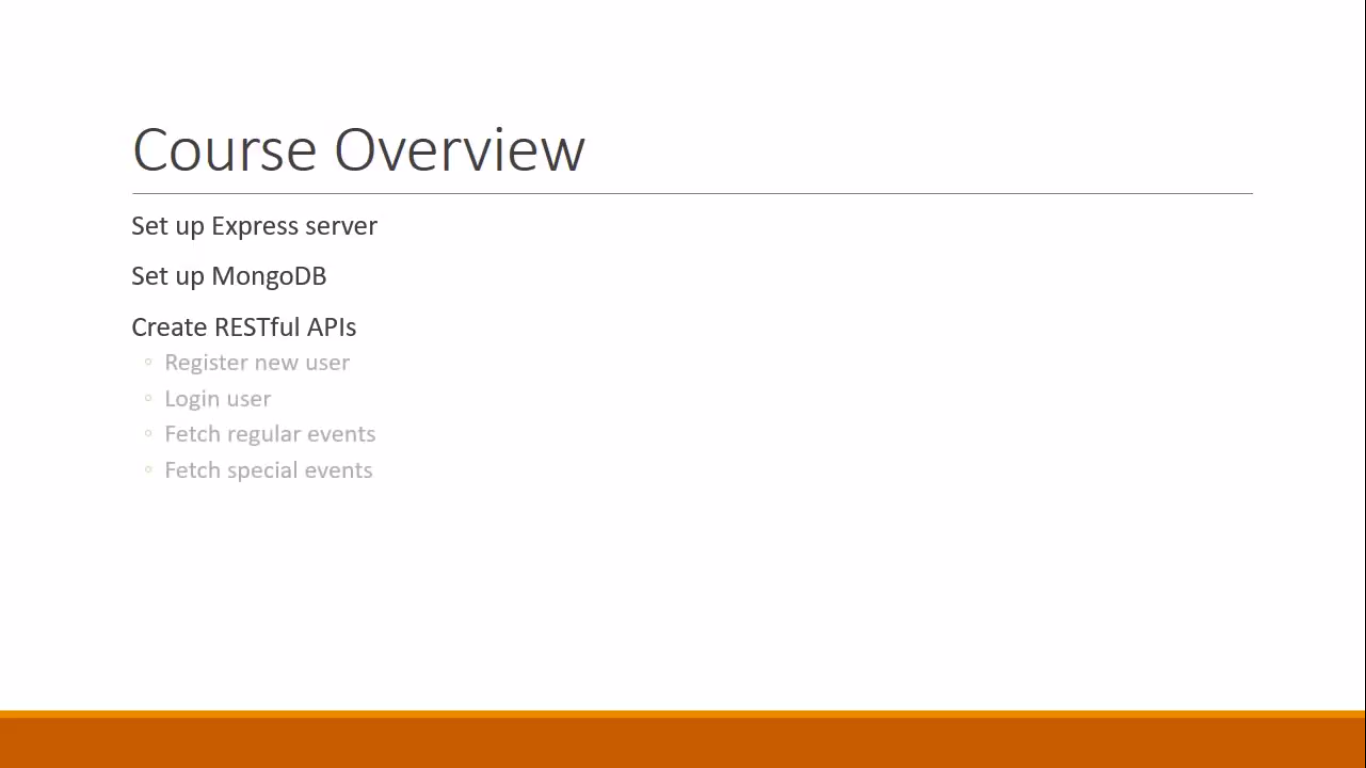 Course Overview
Set up Express server
Set up MongoDB
Create RESTful APIs
◦ Register new user
◦ Login user
◦ Fetch regular events
◦ Fetch special events